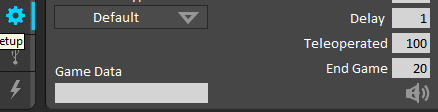 Default
Delay 1
etup
Teleoperated 100
Game Data
End Game 20